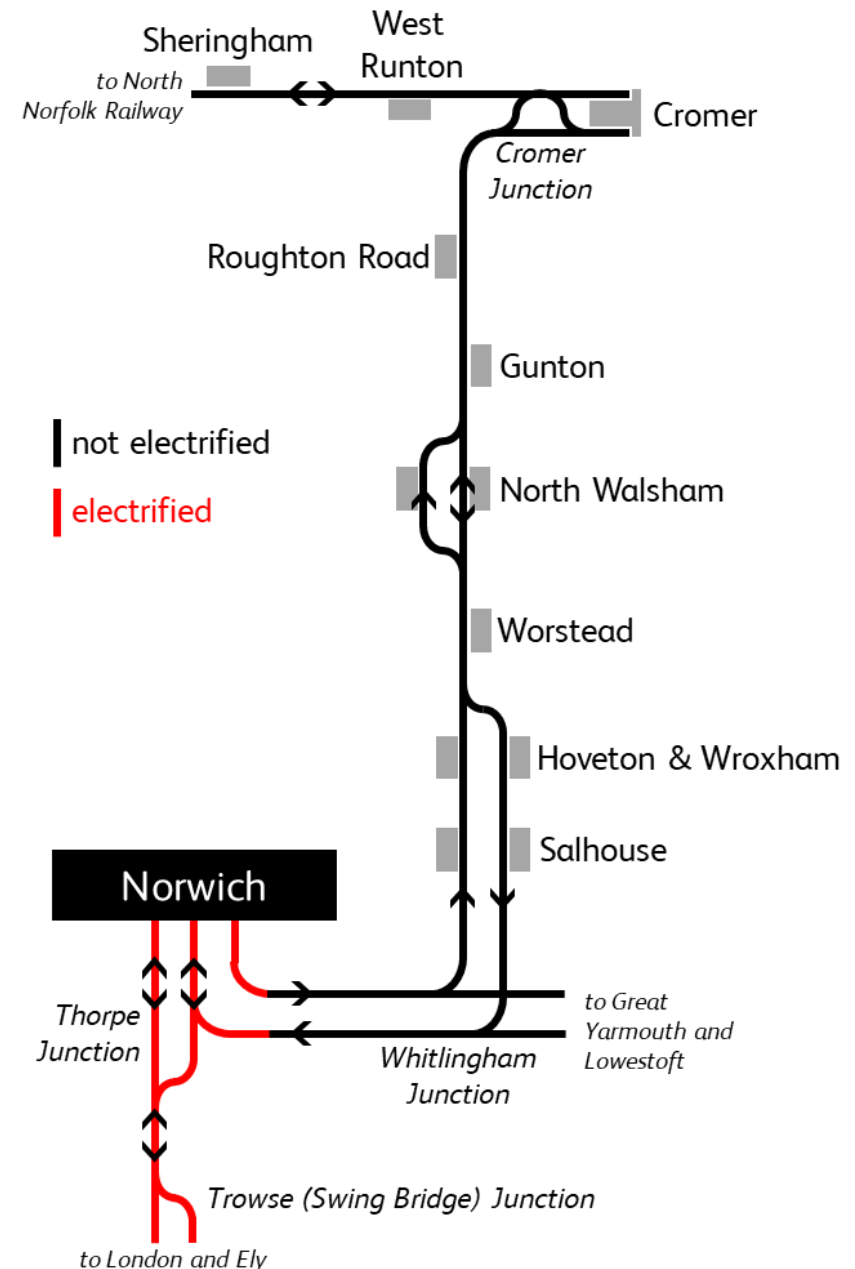 Sheringham
West
Runton
to North
Norfolk Railway
Cromer
Cromer
Junction
Roughton Road
Gunton
not electrified
electrified
North Walsham
Worstead
Hoveton & Wroxham
Salhouse
Norwich
Thorpe
Junction
to Great
Yarmouth and
Lowestoft
Whitlingham
Junction
Trowse (Swing Bridge) Junction
to London and Ely